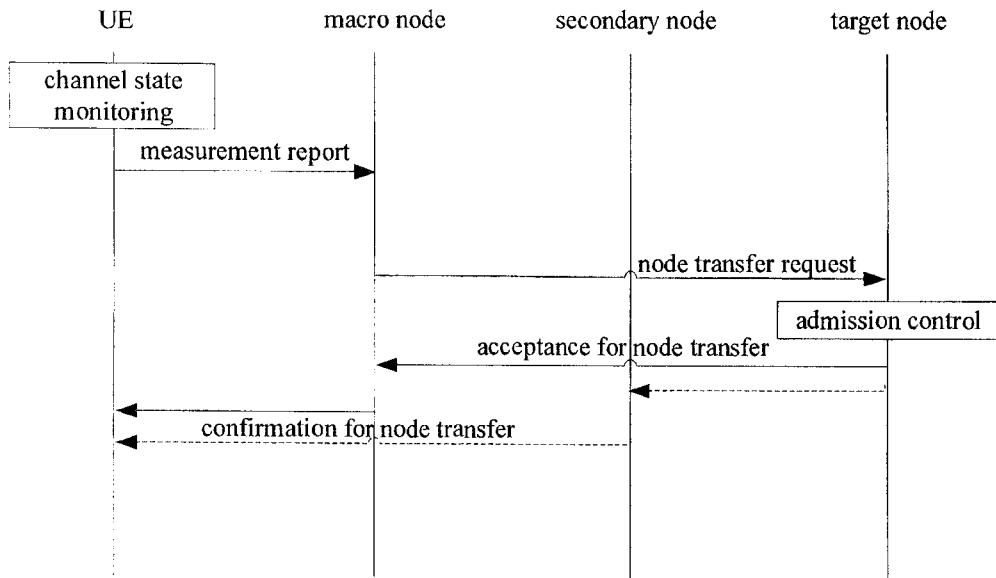 UE
macro node
secondary node
target node
channel state
monitoring
measurement report
node transfer request
admission control
acceptance for node transfer
confirmation for node transfer